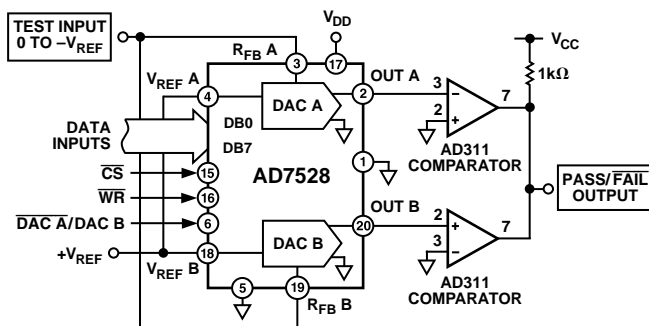 TEST INPUT
0 TO –VREF
VDD
RFB A
3
17
VREF A
4
DAC A
2
OUT A
3
–
2
+
7
AD311
COMPARATOR
VCC
1kΩ
DATA
INPUTS
DB0
DB7
1
CS
15
AD7528
WR
16
DAC A/DAC B
6
PASS/FAIL
OUTPUT
OUT B
20
2
+
3
–
7
AD311
COMPARATOR
+VREF
18
VREF B
DAC B
5
19
RFB B